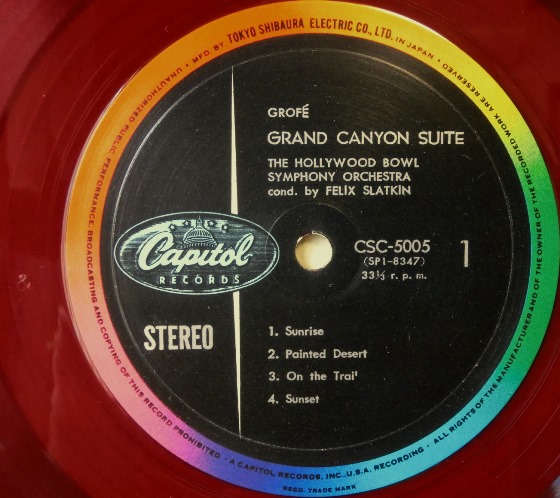 MFD. BY TOKYO SHIBAURA ELECTRIC CO., LTD. IN JAPAN • ALL RIGHTS OF THE MANUFACTURER AND OF THE OWNER OF THE RECORDED WORK ARE RESERVED
UNAUTHORIZED PUBLIC PERFORMANCE, BROADCASTING AND COPYING OF THIS RECORD PROHIBITED • A CAPITOL RECORDS, INC., U.S.A. RECORDING •
REGD. TRADE MARK
GROFÉ
GRAND CANYON SUITE
THE HOLLYWOOD BOWL
SYMPHONY ORCHESTRA
cond. by FELIX SLATKIN
Capitol
RECORDS
CSC-5005
(SP1-8347)
33⅓ r. p. m.
1
STEREO
1. Sunrise
2. Painted Desert
3. On the Trai'
4. Sunset